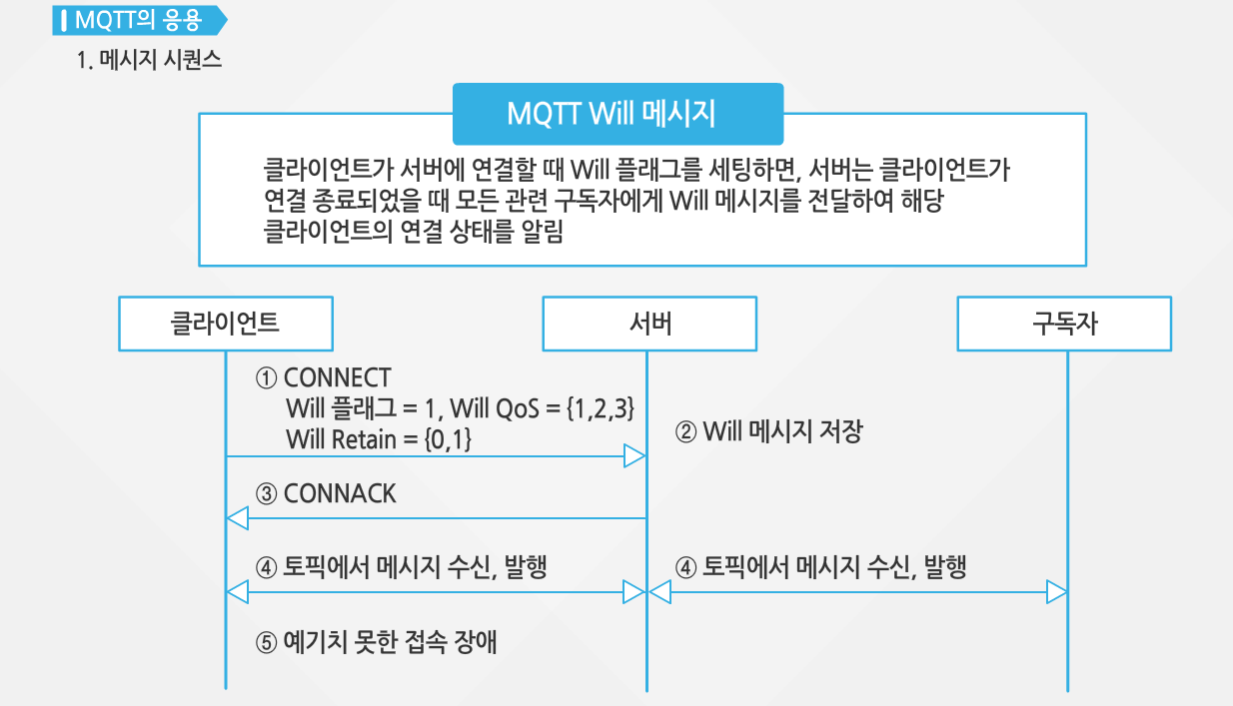 MQTT의 응용
1. 메시지 시퀀스
MQTT Will 메시지
클라이언트가 서버에 연결할 때 Will 플래그를 세팅하면, 서버는 클라이언트가
연결 종료되었을 때 모든 관련 구독자에게 Will 메시지를 전달하여 해당
클라이언트의 연결 상태를 알림
클라이언트
서버
구독자
① CONNECT
Will 플래그 = 1, Will QoS = {1,2,3}
Will Retain = {0,1}
② Will 메시지 저장
③ CONNACK
④ 토픽에서 메시지 수신, 발행
④ 토픽에서 메시지 수신, 발행
⑤ 예기치 못한 접속 장애